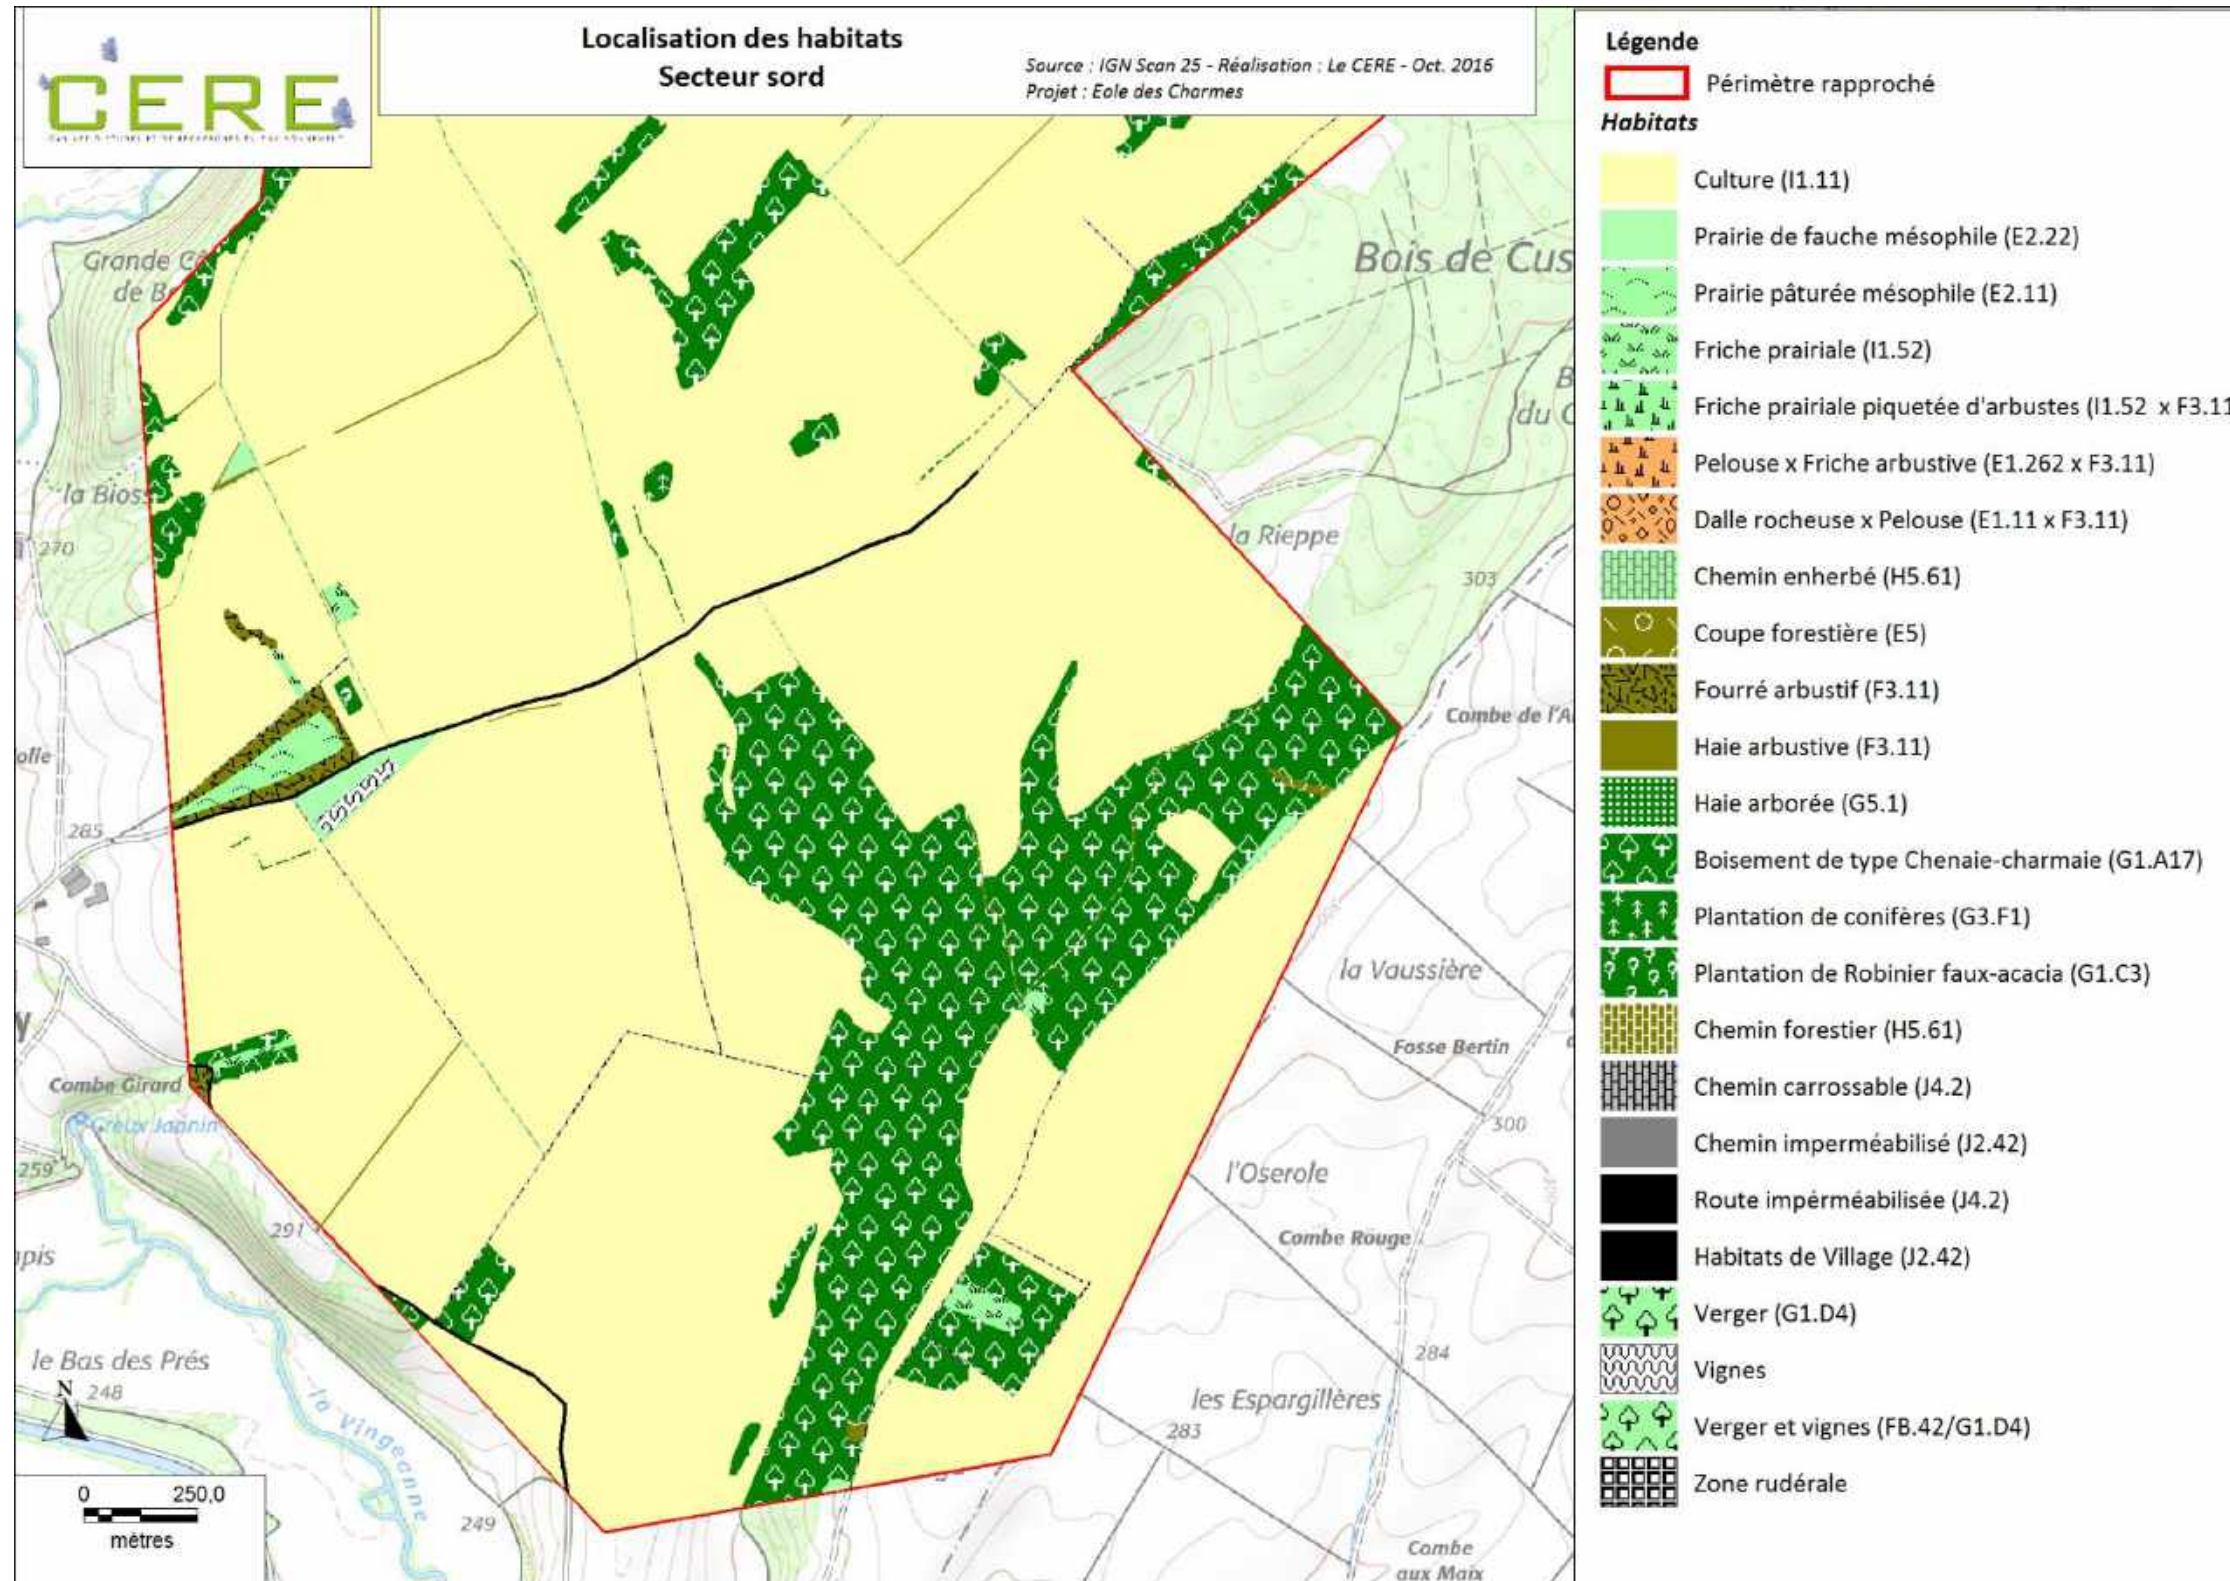 CERE
Localisation des habitats
Secteur sord
Source : IGN Scan 25 - Réalisation : Le CERE - Oct. 2016
Projet : Eole des Charmes
Grande
de
la
270
olle
285
y
Combe Girard
Creux Jannin
259
291
pis
le Bas des Prés
N
248
la Vingeanne
249
0 250,0
mètres
Bois de Cus
B
du C
la Rieppe
303
Combe de l'A
la Vaussière
Fosse Bertin
300
l'Oserole
Combe Rouge
284
les Espargillères
283
Combe
aux Maix
Légende
Périmètre rapproché
Habitats
Culture (I1.11)
Prairie de fauche mésophile (E2.22)
Prairie pâturée mésophile (E2.11)
Friche prairiale (I1.52)
Friche prairiale piquetée d'arbustes (I1.52 x F3.11
Pelouse x Friche arbustive (E1.262 x F3.11)
Dalle rocheuse x Pelouse (E1.11 x F3.11)
Chemin enherbé (H5.61)
Coupe forestière (E5)
Fourré arbustif (F3.11)
Haie arbustive (F3.11)
Haie arborée (G5.1)
Boisement de type Chenaie-charmaie (G1.A17)
Plantation de conifères (G3.F1)
Plantation de Robinier faux-acacia (G1.C3)
Chemin forestier (H5.61)
Chemin carrossable (J4.2)
Chemin imperméabilisé (J2.42)
Route impérméabilisée (J4.2)
Habitats de Village (J2.42)
Verger (G1.D4)
Vignes
Verger et vignes (FB.42/G1.D4)
Zone rudérale